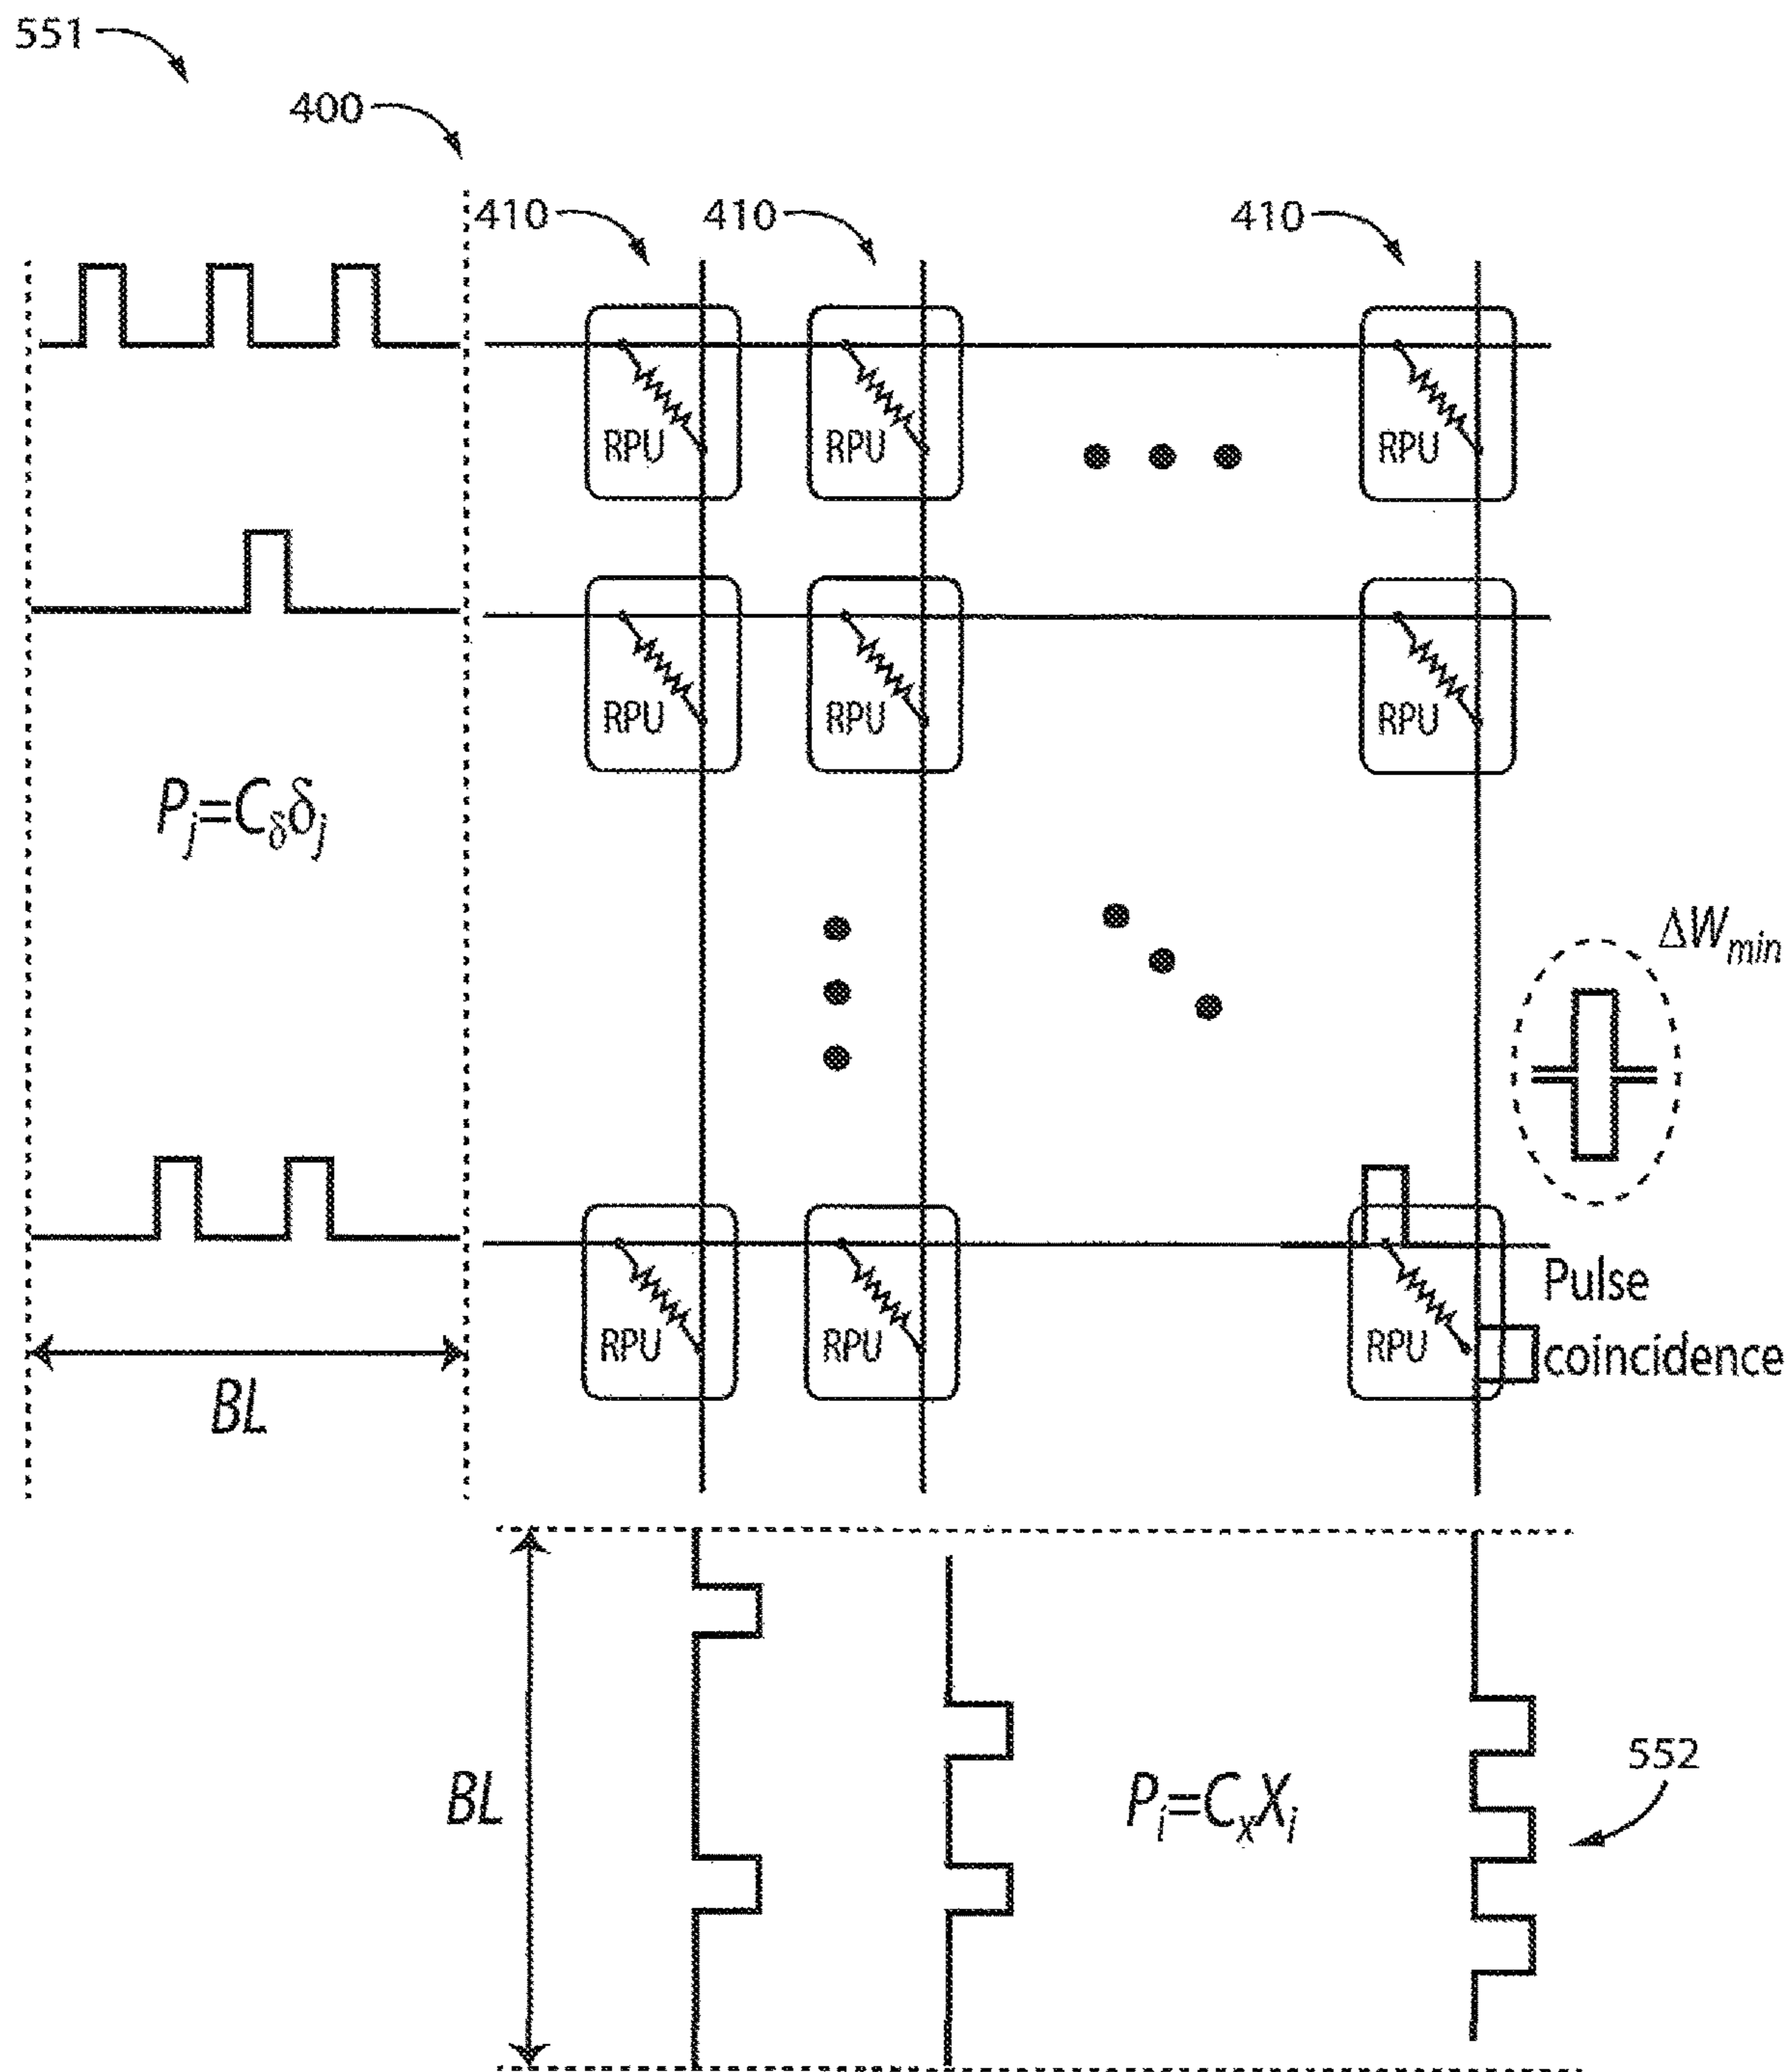 551
400
410 410 410
RPU RPU RPU
RPU RPU RPU
Pj=Cδδj
ΔWmin
Pulse
coincidence
RPU RPU RPU
BL
BL
Pi=CxXi
552